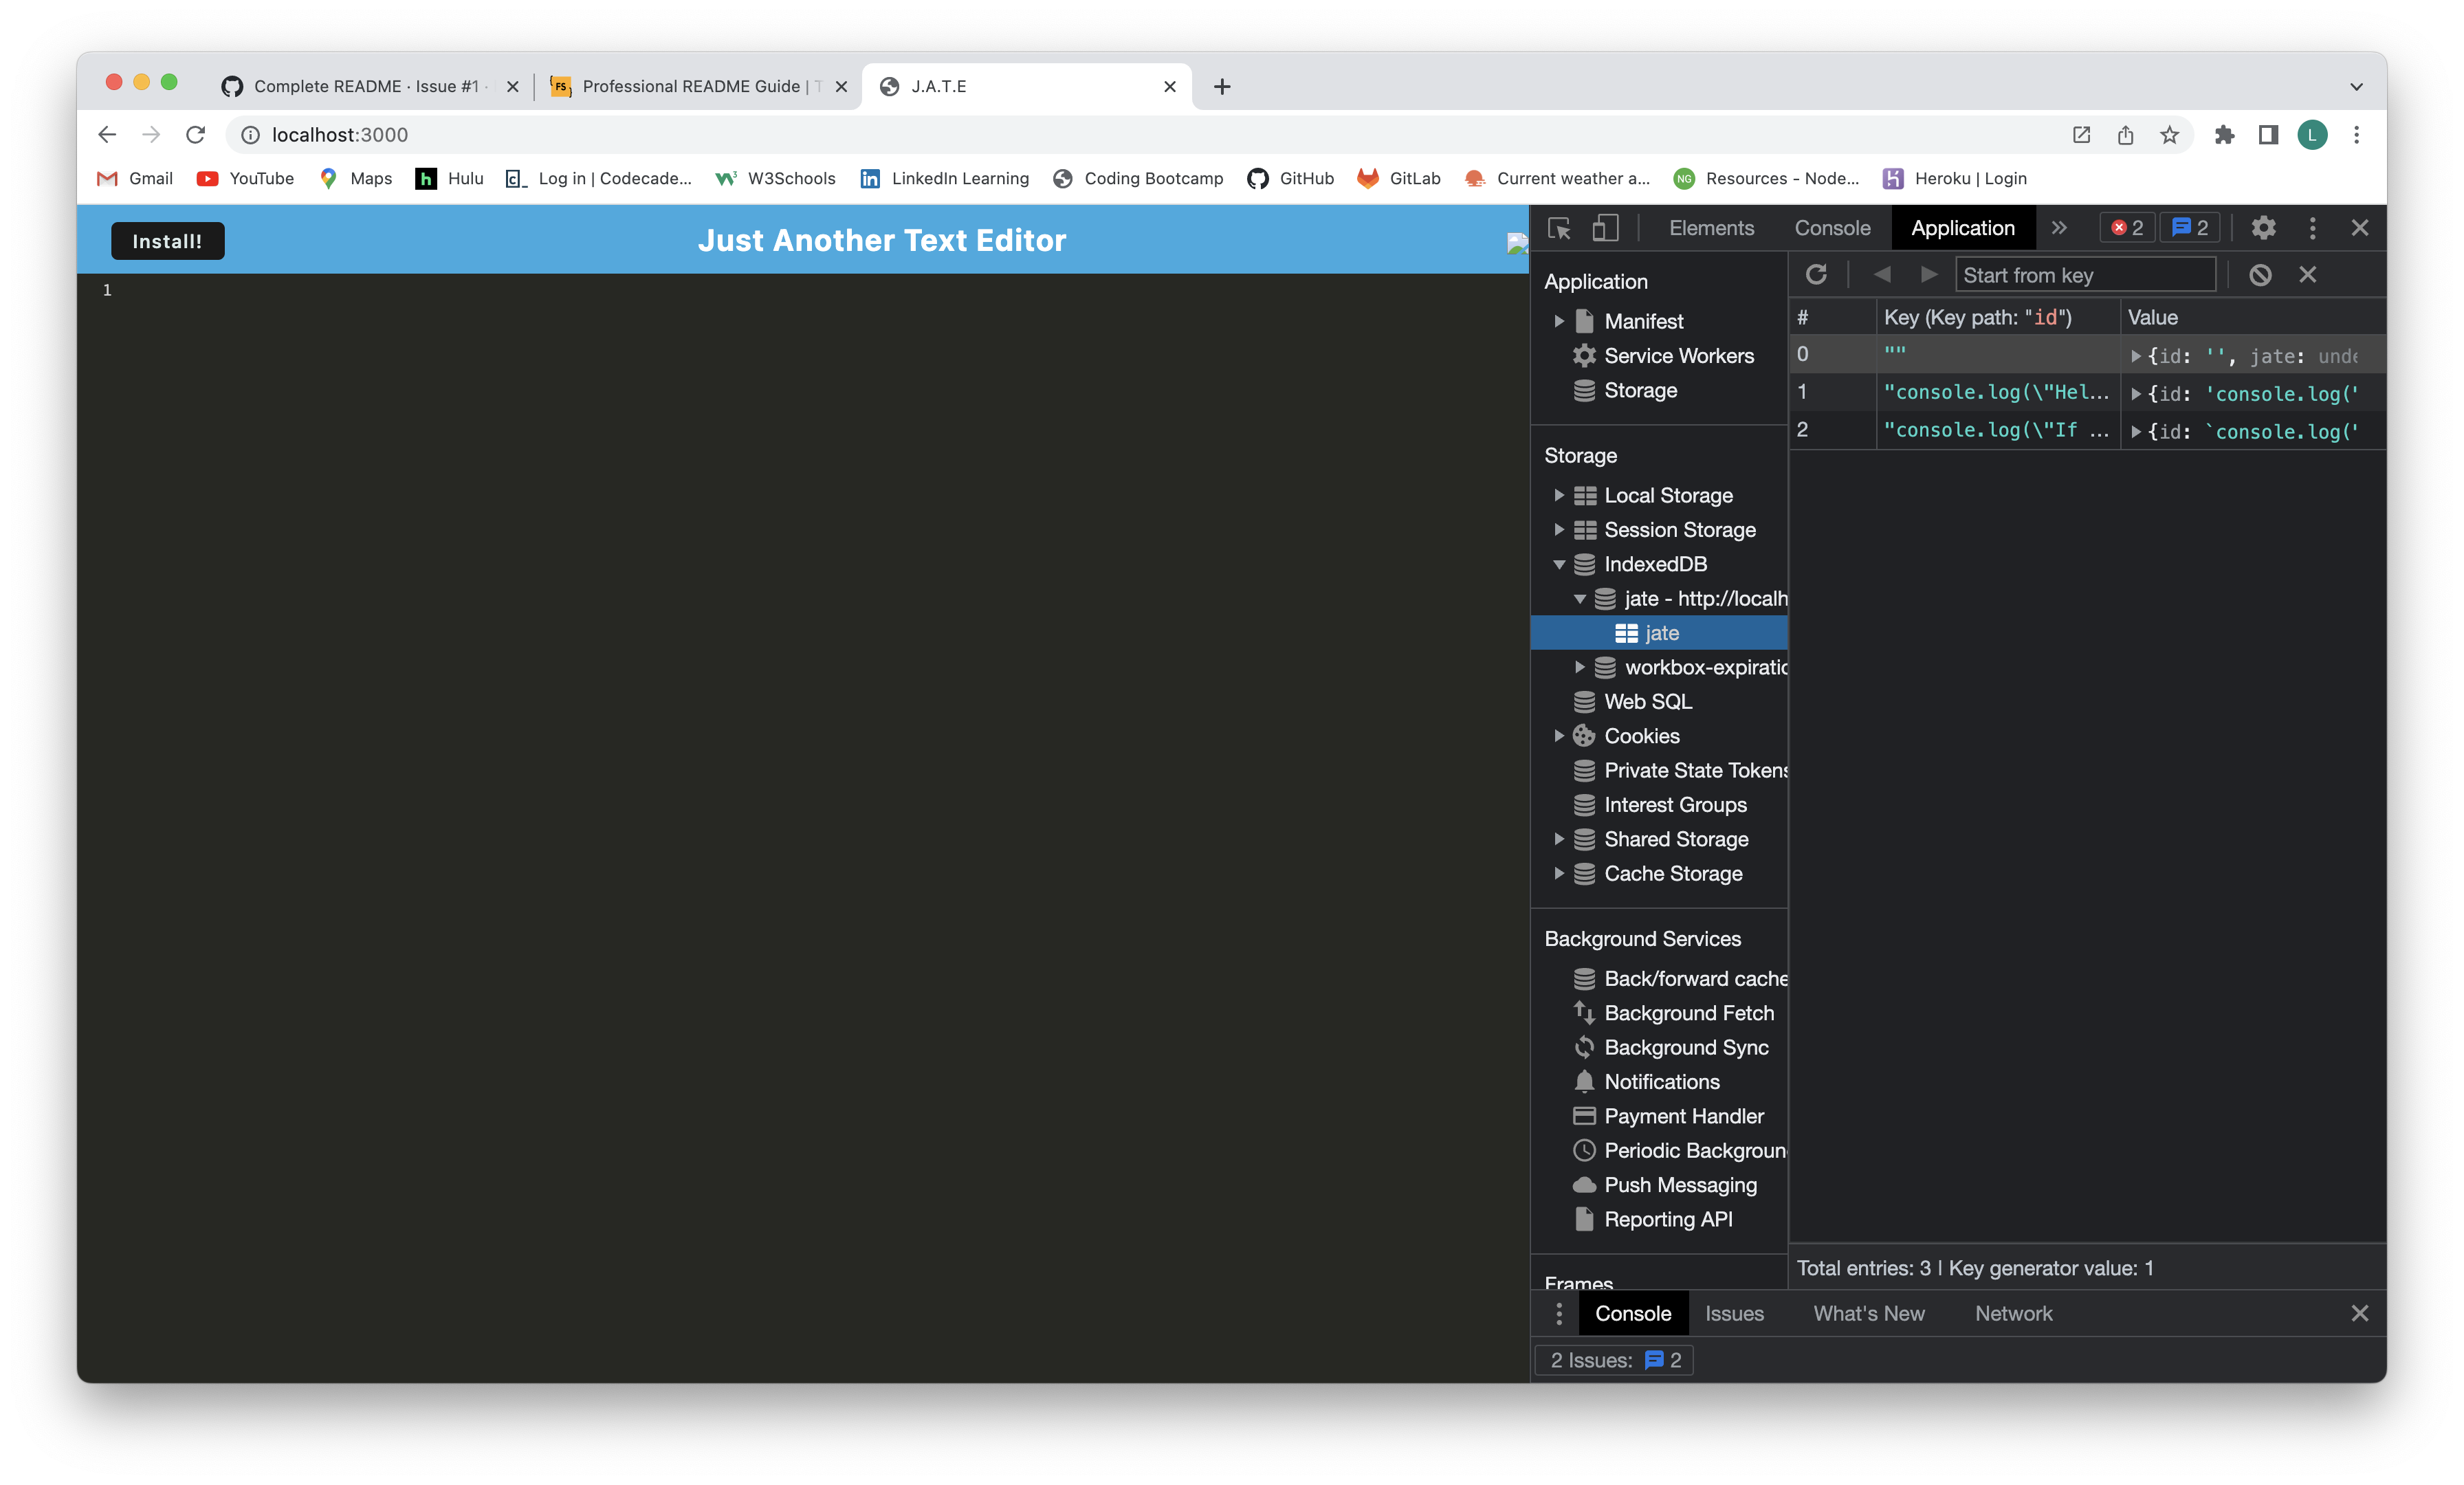 Complete README · Issue #1 ·
Professional README Guide | T
J.A.T.E
localhost:3000
L
Gmail
YouTube
Maps
Hulu
Log in | Codecade...
W3Schools
LinkedIn Learning
Coding Bootcamp
GitHub
GitLab
Current weather a...
Resources - Node...
Heroku | Login
Install!
Just Another Text Editor
1
Elements
Console
Application
2
2
Application
Manifest
Service Workers
Storage
Storage
Local Storage
Session Storage
IndexedDB
jate - http://localh
jate
workbox-expiratio
Web SQL
Cookies
Private State Tokens
Interest Groups
Shared Storage
Cache Storage
Background Services
Back/forward cache
Background Fetch
Background Sync
Notifications
Payment Handler
Periodic Backgroun
Push Messaging
Reporting API
Frames
Start from key
# Key (Key path: "id") Value
0 "" {id: '', jate: unde
1 "console.log(\"Hel... {id: 'console.log("
2 "console.log(\"If ... {id: `console.log("
Total entries: 3 | Key generator value: 1
Console Issues What's New Network
2 Issues: 2